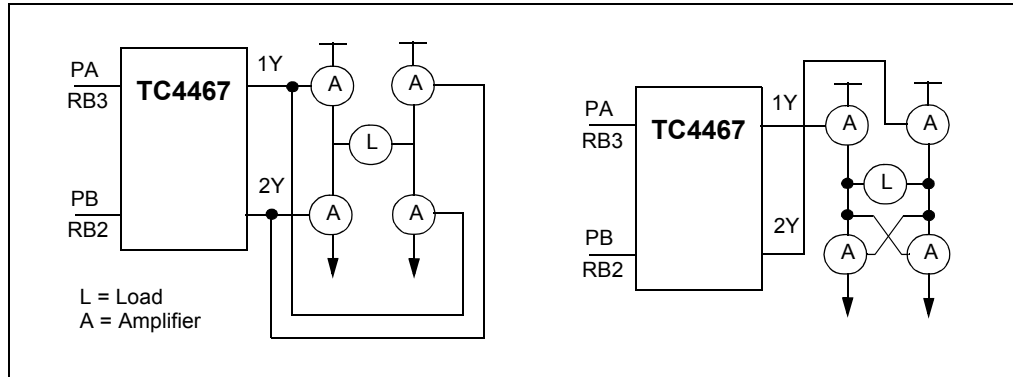 PA
RB3
TC4467
1Y
A
A
L
PB
RB2
2Y
A
A
L = Load
A = Amplifier
PA
RB3
TC4467
1Y
A
A
L
PB
RB2
2Y
A
A